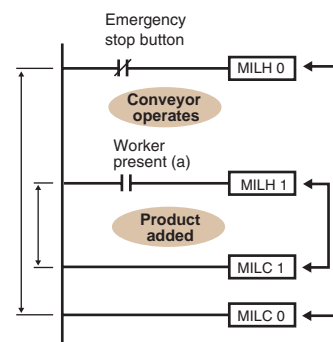 Emergency
stop button
MILH 0
Conveyor
operates
Worker
present (a)
MILH 1
Product
added
MILC 1
MILC 0